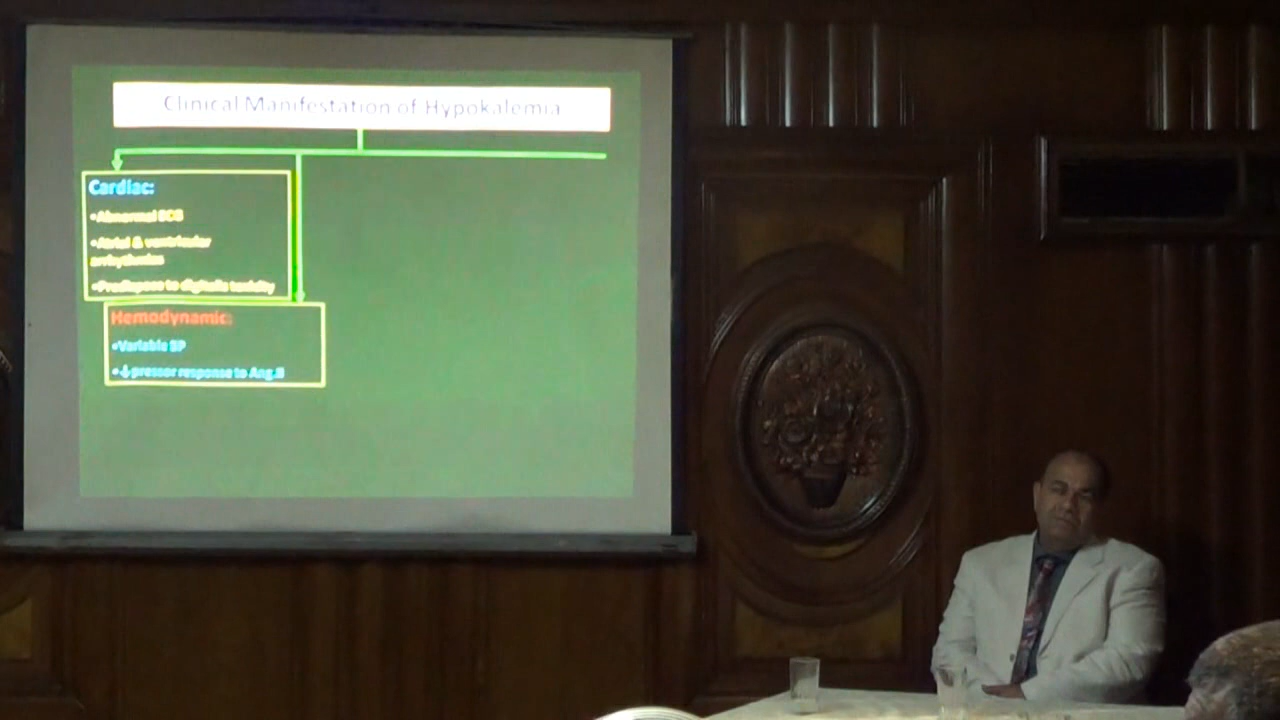 Clinical Manifestation of Hypokalemia
Cardiac:
•Abnormal ECG
•Atrial & ventricular
arrhythmias
•Predispose to digitalis toxicity
Hemodynamic:
•Variable BP
•↓pressor response to Ang.II